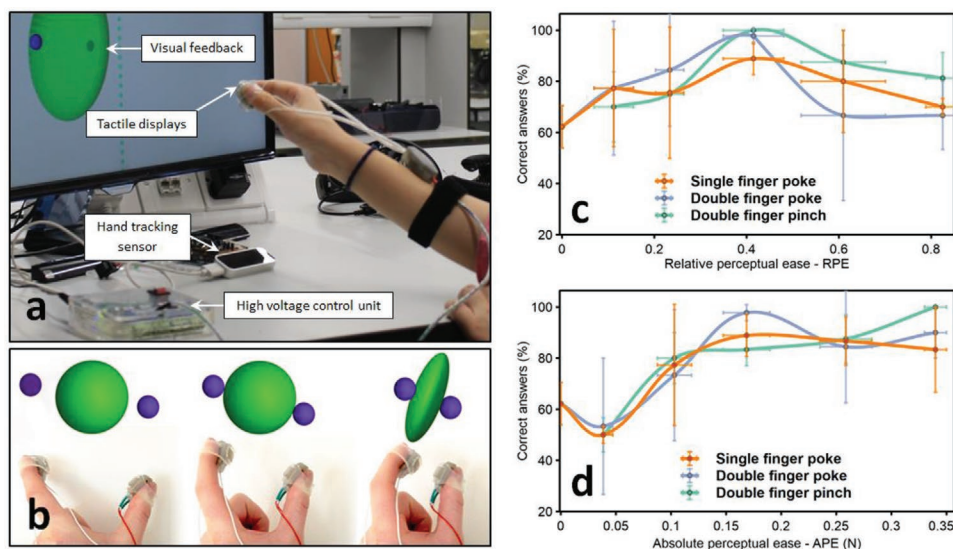 Visual feedback
Tactile displays
Hand tracking
sensor
High voltage control unit
a
b
Correct answers (%)
100
80
60
40
20
0
0.2
0.4
0.6
0.8
Relative perceptual ease - RPE
Single finger poke
Double finger poke
Double finger pinch
c
Correct answers (%)
100
80
60
40
20
0
0.05
0.1
0.15
0.2
0.25
0.3
0.35
Absolute perceptual ease - APE (N)
Single finger poke
Double finger poke
Double finger pinch
d